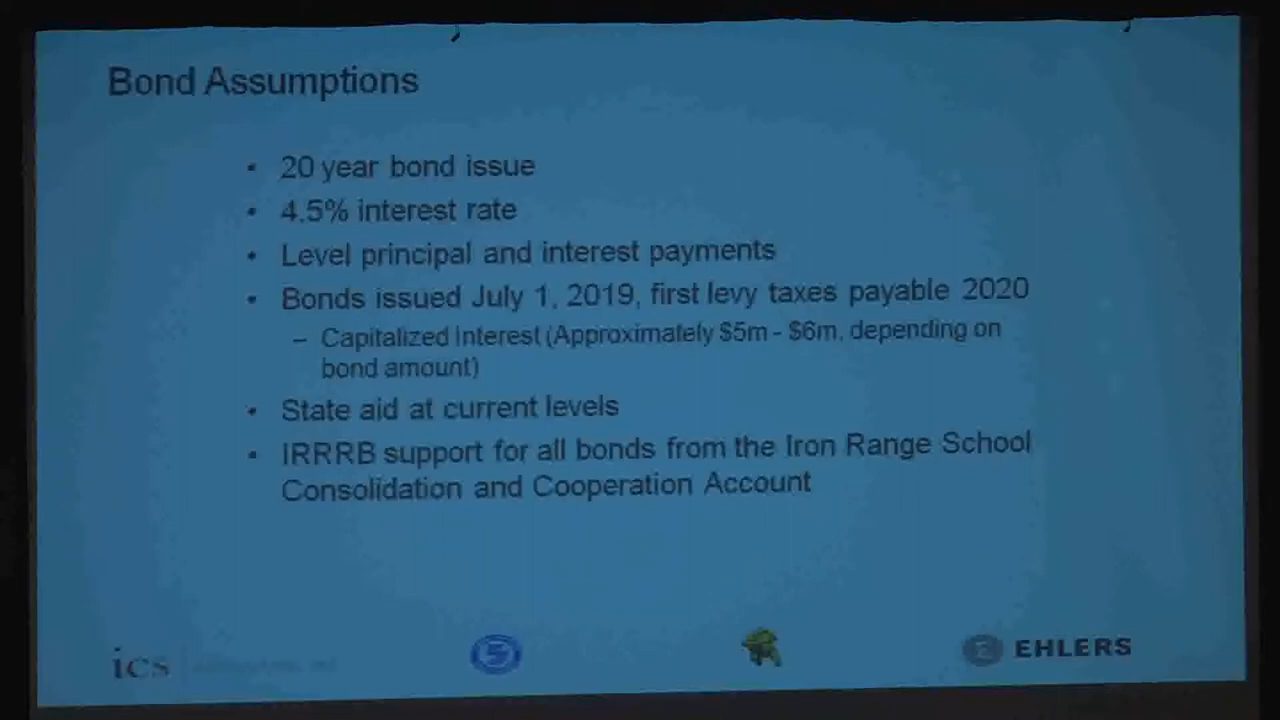 Bond Assumptions
• 20 year bond issue
• 4.5% interest rate
• Level principal and interest payments
• Bonds issued July 1, 2019, first levy taxes payable 2020
– Capitalized Interest (Approximately $5m - $6m, depending on
bond amount)
• State aid at current levels
• IRRRB support for all bonds from the Iron Range School
Consolidation and Cooperation Account
ics
EHLERS